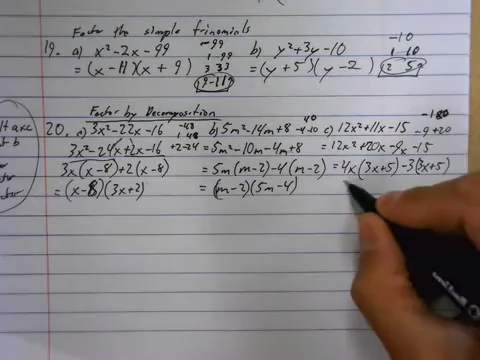 Factor the simple trinomials
19. a) x² - 2x - 99 -99 b) y² + 3y - 10 -10
1 -99 1 10
= (x - 11)(x + 9) 3 33 = (y + 5)(y - 2) 2 5
9 -11
Factor by Decomposition
20. a) 3x² - 22x - 16 -48 b) 5m² - 14m + 8 40 c) 12x² + 11x - 15 -180
1 48 -4 -10 -9 +20
3x² - 24x + 2x - 16 +2 -24 = 5m² - 10m - 4m + 8 = 12x² + 20x - 9x - 15
3x(x - 8) + 2(x - 8) = 5m(m - 2) - 4(m - 2) = 4x(3x + 5) - 3(3x + 5)
= (x - 8)(3x + 2) = (m - 2)(5m - 4) =